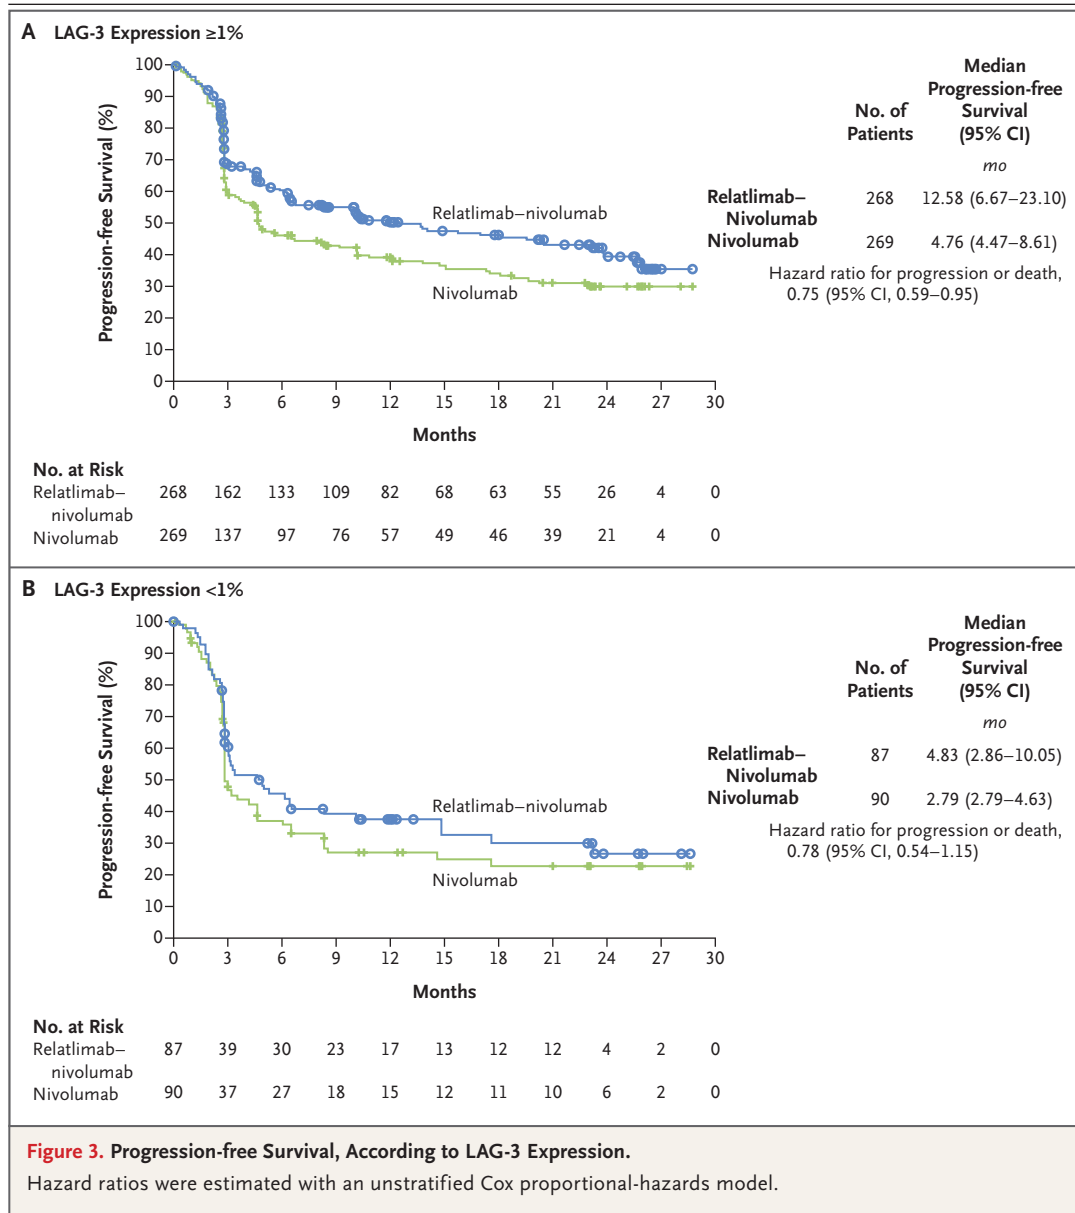 A LAG-3 Expression ≥1%
Progression-free Survival (%)
100
90
80
70
60
50
40
30
20
10
0
Relatlimab–nivolumab
Nivolumab
0 3 6 9 12 15 18 21 24 27 30
Months
No. of Patients
Median Progression-free Survival (95% CI)
mo
Relatlimab–
Nivolumab 268 12.58 (6.67–23.10)
Nivolumab 269 4.76 (4.47–8.61)
Hazard ratio for progression or death,
0.75 (95% CI, 0.59–0.95)
No. at Risk
Relatlimab– 268 162 133 109 82 68 63 55 26 4 0
nivolumab
Nivolumab 269 137 97 76 57 49 46 39 21 4 0
B LAG-3 Expression <1%
Progression-free Survival (%)
100
90
80
70
60
50
40
30
20
10
0
Relatlimab–nivolumab
Nivolumab
0 3 6 9 12 15 18 21 24 27 30
Months
No. of Patients
Median Progression-free Survival (95% CI)
mo
Relatlimab–
Nivolumab 87 4.83 (2.86–10.05)
Nivolumab 90 2.79 (2.79–4.63)
Hazard ratio for progression or death,
0.78 (95% CI, 0.54–1.15)
No. at Risk
Relatlimab– 87 39 30 23 17 13 12 12 4 2 0
nivolumab
Nivolumab 90 37 27 18 15 12 11 10 6 2 0
Figure 3. Progression-free Survival, According to LAG-3 Expression.
Hazard ratios were estimated with an unstratified Cox proportional-hazards model.